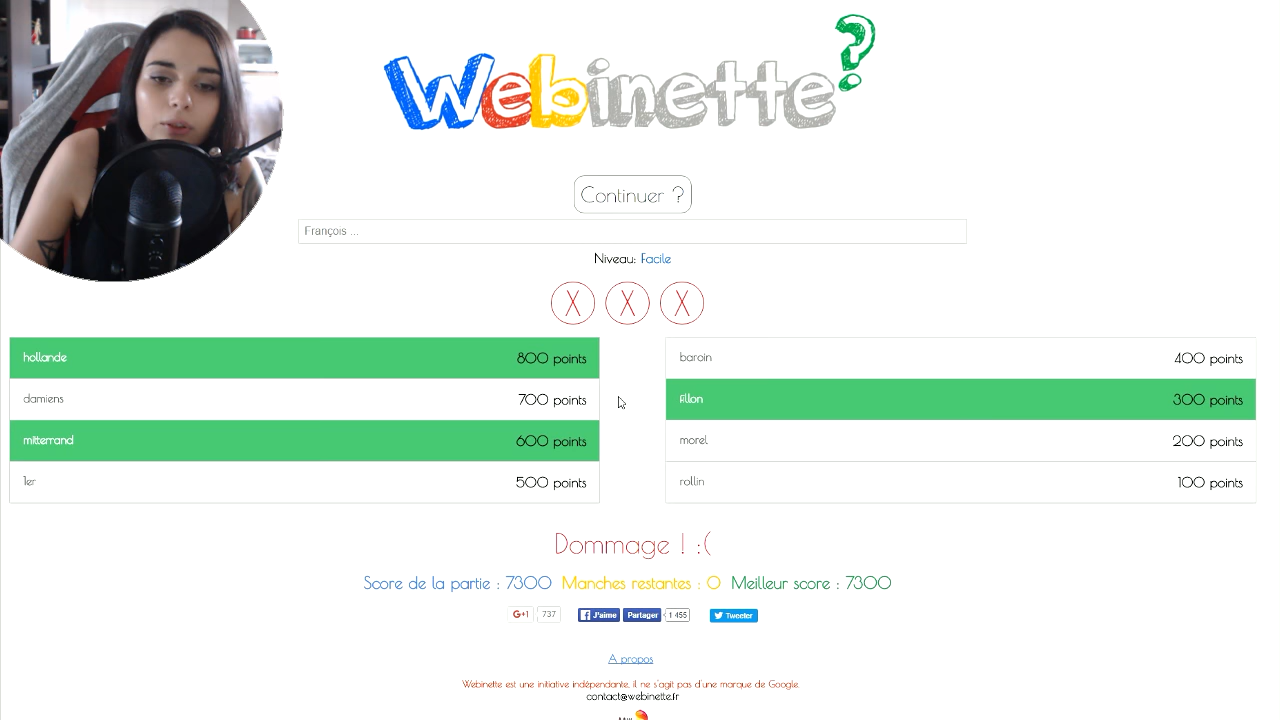 Webinette?
Continuer ?
François ...
Niveau: Facile
X X X
hollande 800 points
damiens 700 points
mitterrand 600 points
1er 500 points
baroin 400 points
fillon 300 points
morel 200 points
rollin 100 points
Dommage ! :(
Score de la partie : 7300 Manches restantes : 0 Meilleur score : 7300
G+1 737 J'aime Partager 1 455 Tweeter
A propos
Webinette est une initiative indépendante, il ne s'agit pas d'une marque de Google.
contact@webinette.fr